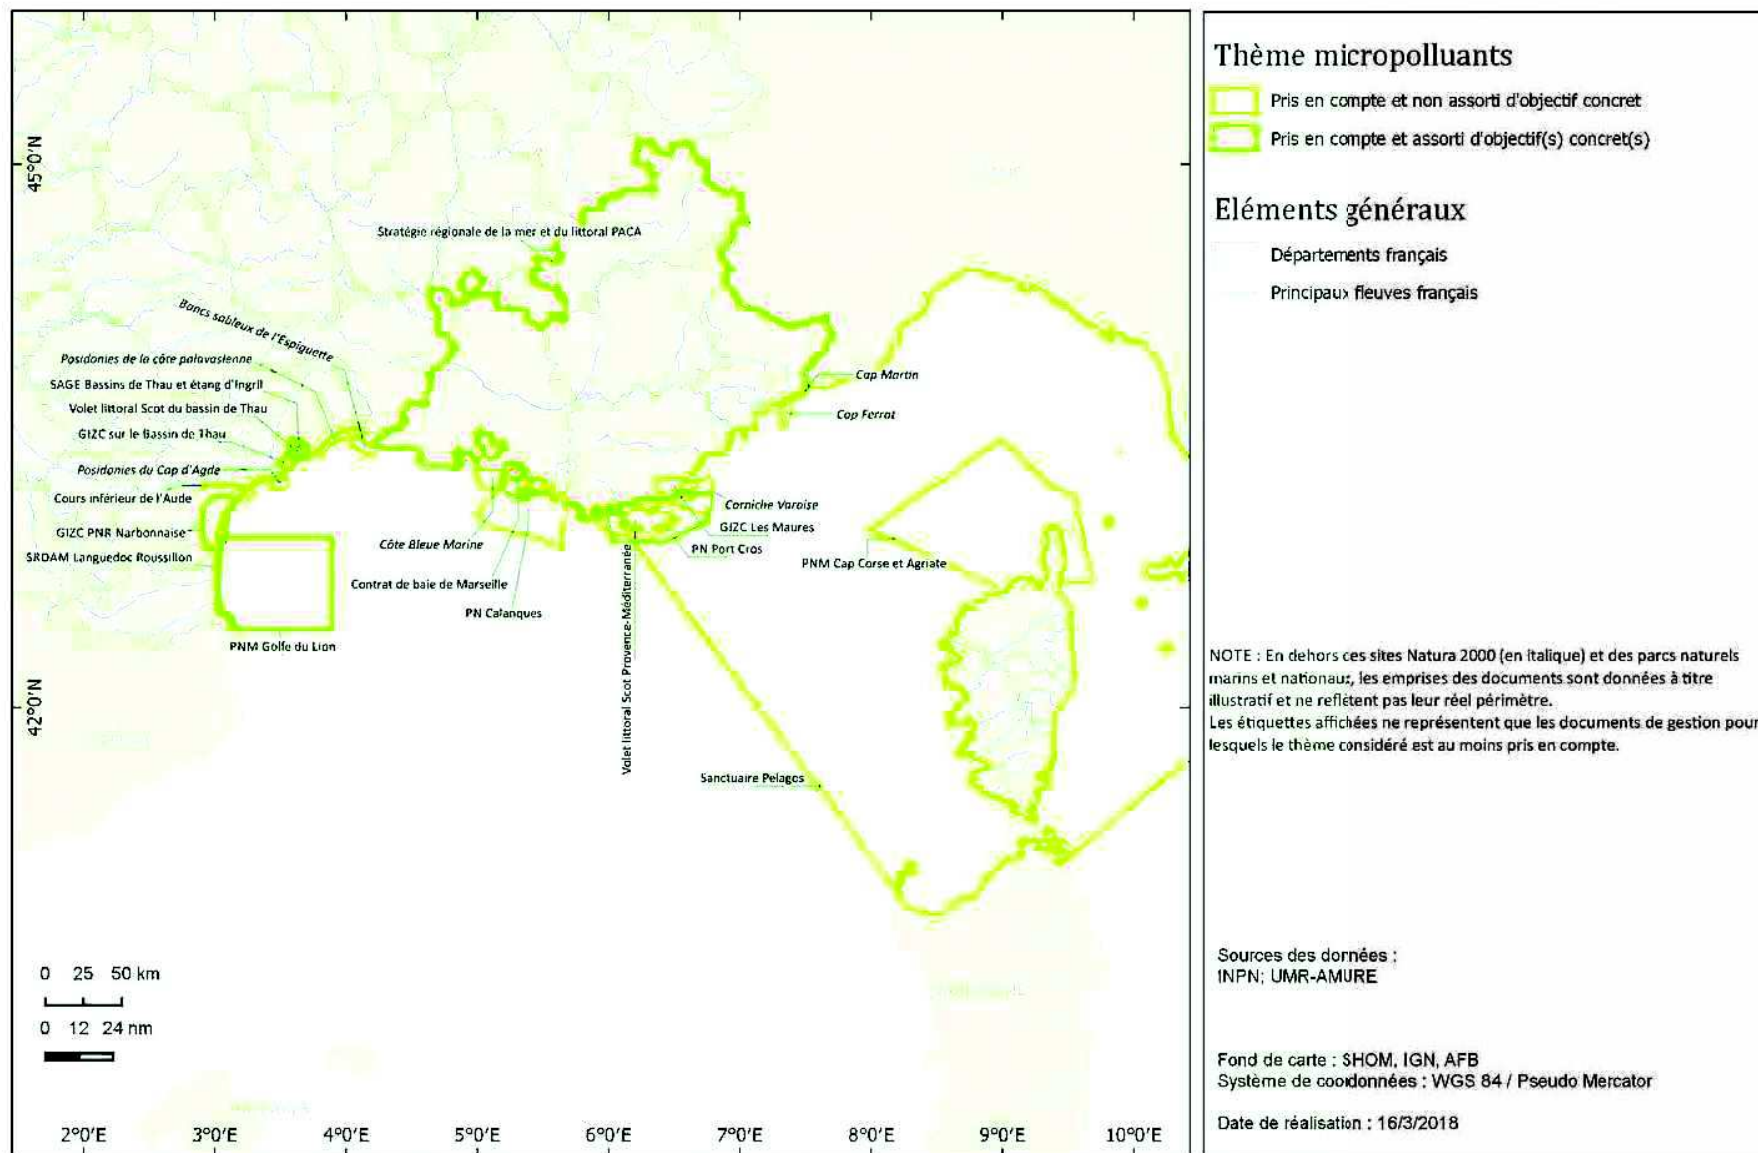 Thème micropolluants
Pris en compte et non assorti d'objectif concret
Pris en compte et assorti d'objectif(s) concret(s)
Eléments généraux
Départements français
Principaux fleuves français
45°0'N
42°0'N
Stratégie régionale de la mer et du littoral PACA
Bancs sableux de l'Espiguette
Posidonies de la côte palavasienne
SAGE Bassins de Thau et étang d'Ingril
Volet littoral Scot du bassin de Thau
GIZC sur le Bassin de Thau
Posidonies du Cap d'Agde
Cours inférieur de l'Aude
GIZC PNR Narbonnaise
SRDAM Languedoc Roussillon
PNM Golfe du Lion
Côte Bleue Marine
Contrat de baie de Marseille
PN Calanques
Volet littoral Scot Provence-Méditerranée
Cap Martin
Cap Ferrat
Corniche Varoise
GIZC Les Maures
PN Port Cros
PNM Cap Corse et Agriate
Sanctuaire Pelagos
0 25 50 km
0 12 24 nm
2°0'E 3°0'E 4°0'E 5°0'E 6°0'E 7°0'E 8°0'E 9°0'E 10°0'E
NOTE : En dehors ces sites Natura 2000 (en italique) et des parcs naturels
marins et nationaux, les emprises des documents sont données à titre
illustratif et ne reflètent pas leur réel périmètre.
Les étiquettes affichées ne représentent que les documents de gestion pour
lesquels le thème considéré est au moins pris en compte.
Sources des données :
INPN; UMR-AMURE
Fond de carte : SHOM, IGN, AFB
Système de coordonnées : WGS 84 / Pseudo Mercator
Date de réalisation : 16/3/2018